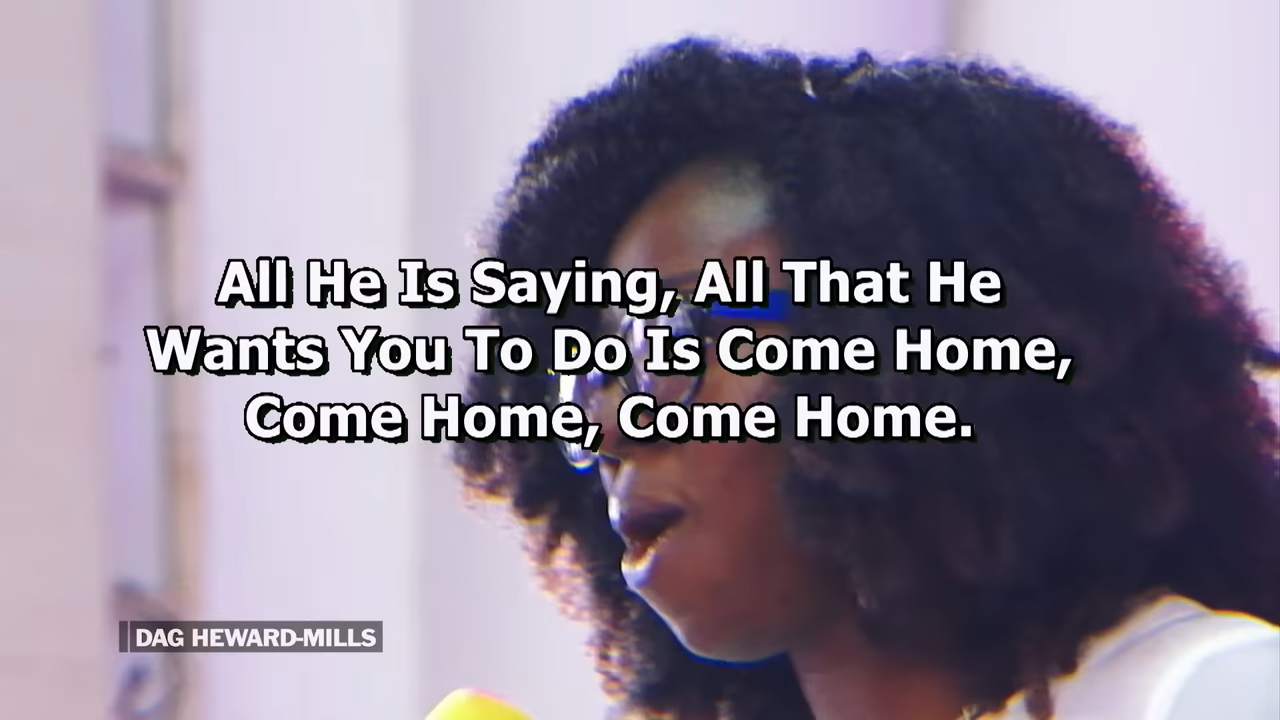 All He Is Saying, All That He
Wants You To Do Is Come Home,
Come Home, Come Home.
DAG HEWARD-MILLS